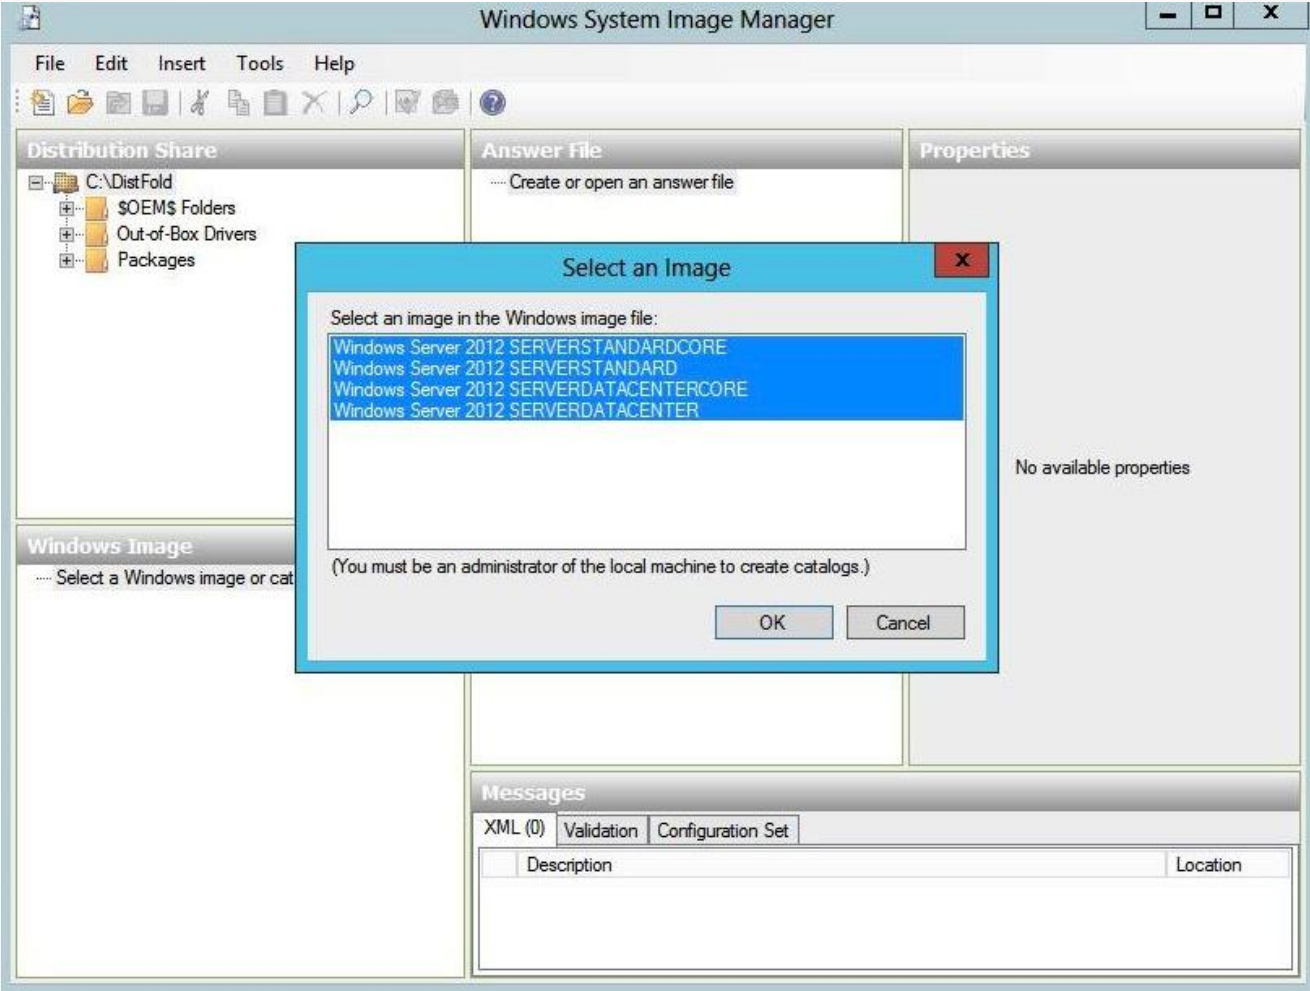 Windows System Image Manager
File Edit Insert Tools Help
Distribution Share
C:\DistFold
$OEM$ Folders
Out-of-Box Drivers
Packages
Answer File
Create or open an answer file
Properties
No available properties
Select an Image
Select an image in the Windows image file:
Windows Server 2012 SERVERSTANDARDCORE
Windows Server 2012 SERVERSTANDARD
Windows Server 2012 SERVERDATACENTERCORE
Windows Server 2012 SERVERDATACENTER
(You must be an administrator of the local machine to create catalogs.)
OK Cancel
Windows Image
Select a Windows image or cat
Messages
XML (0) Validation Configuration Set
Description Location